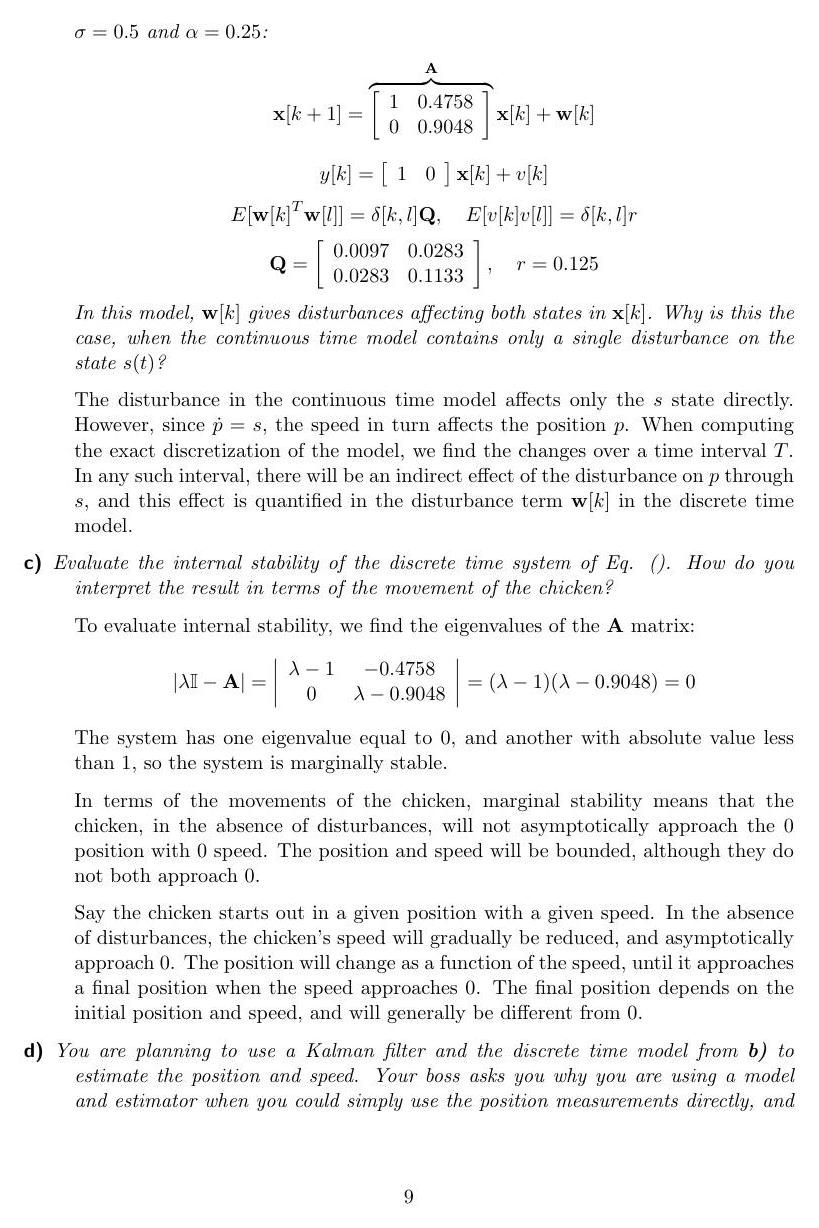 σ = 0.5 and α = 0.25:
A
x[k + 1] = [ 1 0.4758 ; 0 0.9048 ] x[k] + w[k]
y[k] = [ 1 0 ] x[k] + v[k]
E[w[k]^T w[l]] = δ[k, l]Q, E[v[k]v[l]] = δ[k, l]r
Q = [ 0.0097 0.0283 ; 0.0283 0.1133 ], r = 0.125
In this model, w[k] gives disturbances affecting both states in x[k]. Why is this the
case, when the continuous time model contains only a single disturbance on the
state s(t)?
The disturbance in the continuous time model affects only the s state directly.
However, since ṗ = s, the speed in turn affects the position p. When computing
the exact discretization of the model, we find the changes over a time interval T.
In any such interval, there will be an indirect effect of the disturbance on p through
s, and this effect is quantified in the disturbance term w[k] in the discrete time
model.
c) Evaluate the internal stability of the discrete time system of Eq. (). How do you
interpret the result in terms of the movement of the chicken?
To evaluate internal stability, we find the eigenvalues of the A matrix:
|λ𝕀 − A| = | λ − 1 −0.4758 ; 0 λ − 0.9048 | = (λ − 1)(λ − 0.9048) = 0
The system has one eigenvalue equal to 0, and another with absolute value less
than 1, so the system is marginally stable.
In terms of the movements of the chicken, marginal stability means that the
chicken, in the absence of disturbances, will not asymptotically approach the 0
position with 0 speed. The position and speed will be bounded, although they do
not both approach 0.
Say the chicken starts out in a given position with a given speed. In the absence
of disturbances, the chicken's speed will gradually be reduced, and asymptotically
approach 0. The position will change as a function of the speed, until it approaches
a final position when the speed approaches 0. The final position depends on the
initial position and speed, and will generally be different from 0.
d) You are planning to use a Kalman filter and the discrete time model from b) to
estimate the position and speed. Your boss asks you why you are using a model
and estimator when you could simply use the position measurements directly, and
9